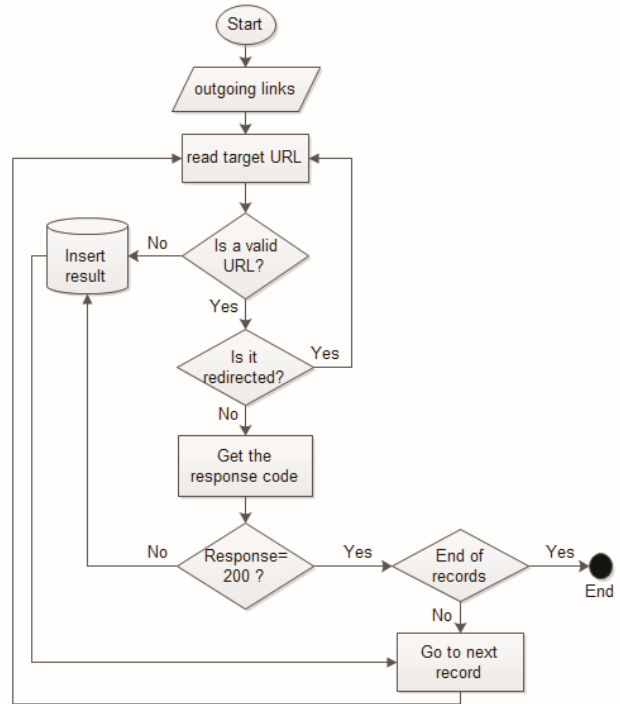 Start
outgoing links
read target URL
Is a valid
URL?
No
Insert
result
Yes
Is it
redirected?
Yes
No
Get the
response code
Response=
200 ?
No
Yes
End of
records
Yes
End
No
Go to next
record